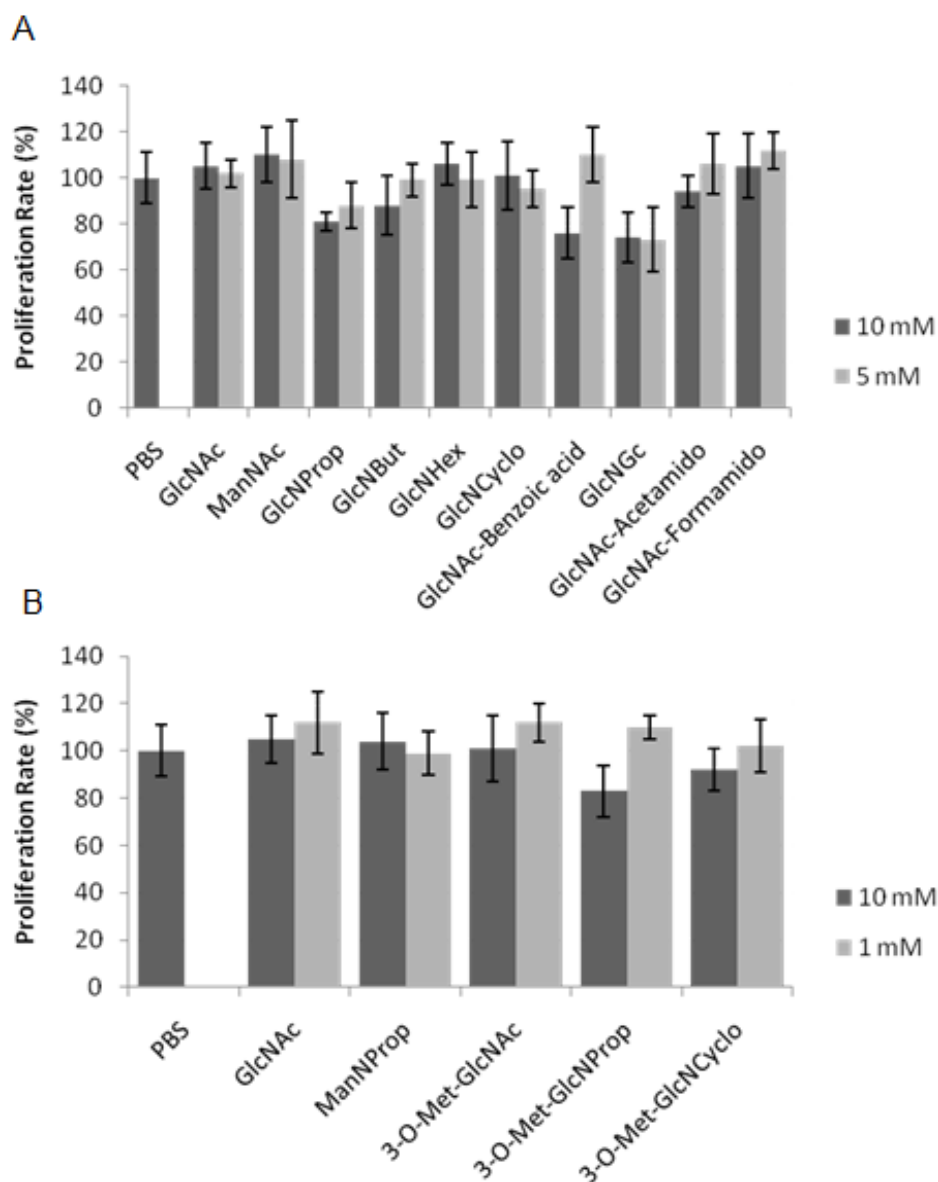 A
Proliferation Rate (%)
140
120
100
80
60
40
20
0
PBS
GlcNAc
ManNAc
GlcNProp
GlcNBut
GlcNHex
GlcNCyclo
GlcNAc-Benzoic acid
GlcNGc
GlcNAc-Acetamido
GlcNAc-Formamido
10 mM
5 mM
B
Proliferation Rate (%)
140
120
100
80
60
40
20
0
PBS
GlcNAc
ManNProp
3-O-Met-GlcNAc
3-O-Met-GlcNProp
3-O-Met-GlcNCyclo
10 mM
1 mM